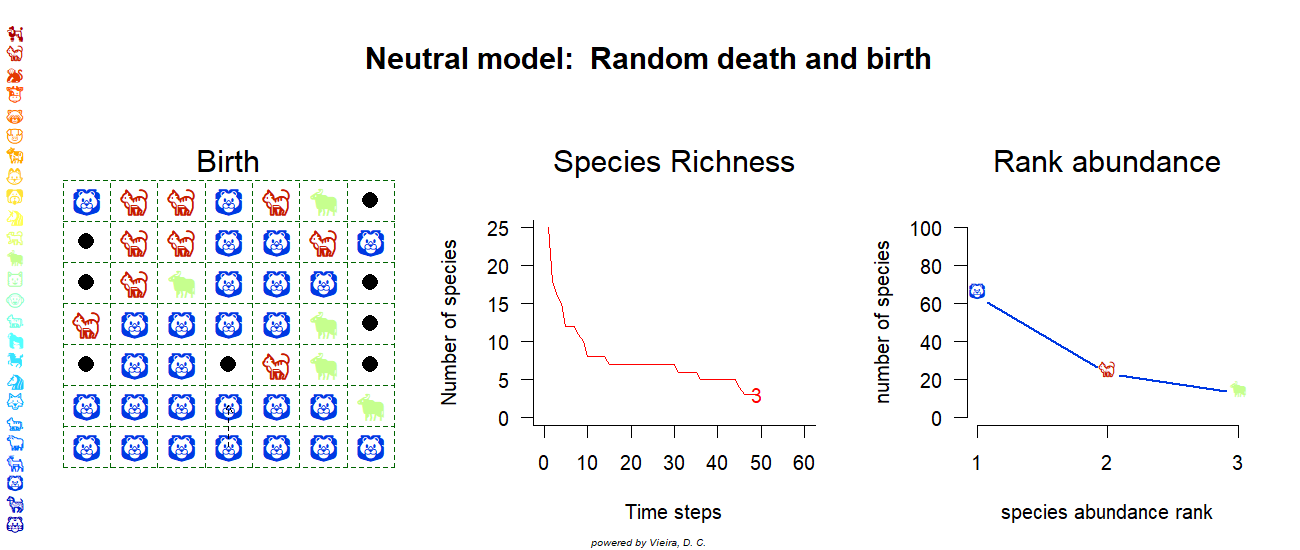 Neutral model:  Random death and birth
Birth
Species Richness
Number of species
25
20
15
10
5
0
3
0 10 20 30 40 50 60
Time steps
Rank abundance
number of species
100
80
60
40
20
0
1 2 3
species abundance rank
powered by Vieira, D. C.